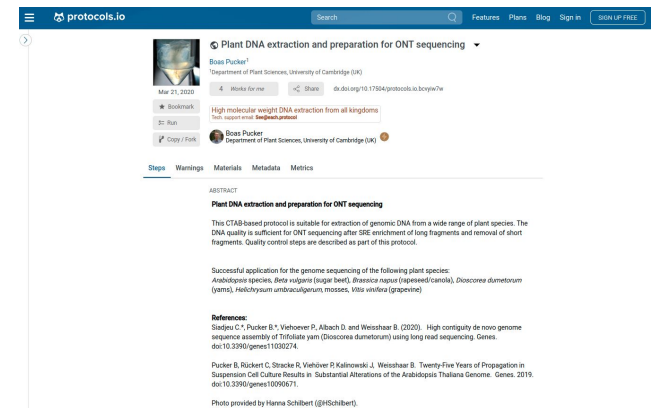 protocols.io
Search
Features Plans Blog Sign in SIGN UP FREE
Plant DNA extraction and preparation for ONT sequencing
Boas Pucker1
1Department of Plant Sciences, University of Cambridge (UK)
4 Works for me Share dx.doi.org/10.17504/protocols.io.bcvyiw7w
Mar 21, 2020
Bookmark
Run
Copy / Fork
High molecular weight DNA extraction from all kingdoms
Tech. support email: See@each.protocol
Boas Pucker
Department of Plant Sciences, University of Cambridge (UK)
Steps Warnings Materials Metadata Metrics
ABSTRACT
Plant DNA extraction and preparation for ONT sequencing
This CTAB-based protocol is suitable for extraction of genomic DNA from a wide range of plant species. The
DNA quality is sufficient for ONT sequencing after SRE enrichment of long fragments and removal of short
fragments. Quality control steps are described as part of this protocol.
Successful application for the genome sequencing of the following plant species:
Arabidopsis species, Beta vulgaris (sugar beet), Brassica napus (rapeseed/canola), Dioscorea dumetorum
(yams), Helichrysum umbraculigerum, mosses, Vitis vinifera (grapevine)
References:
Siadjeu C.*, Pucker B.*, Viehoever P., Albach D. and Weisshaar B. (2020). High contiguity de novo genome
sequence assembly of Trifoliate yam (Dioscorea dumetorum) using long read sequencing. Genes.
doi:10.3390/genes11030274.
Pucker B, Rückert C, Stracke R, Viehöver P, Kalinowski J, Weisshaar B. Twenty-Five Years of Propagation in
Suspension Cell Culture Results in Substantial Alterations of the Arabidopsis Thaliana Genome. Genes. 2019.
doi:10.3390/genes10090671.
Photo provided by Hanna Schilbert (@HSchilbert).